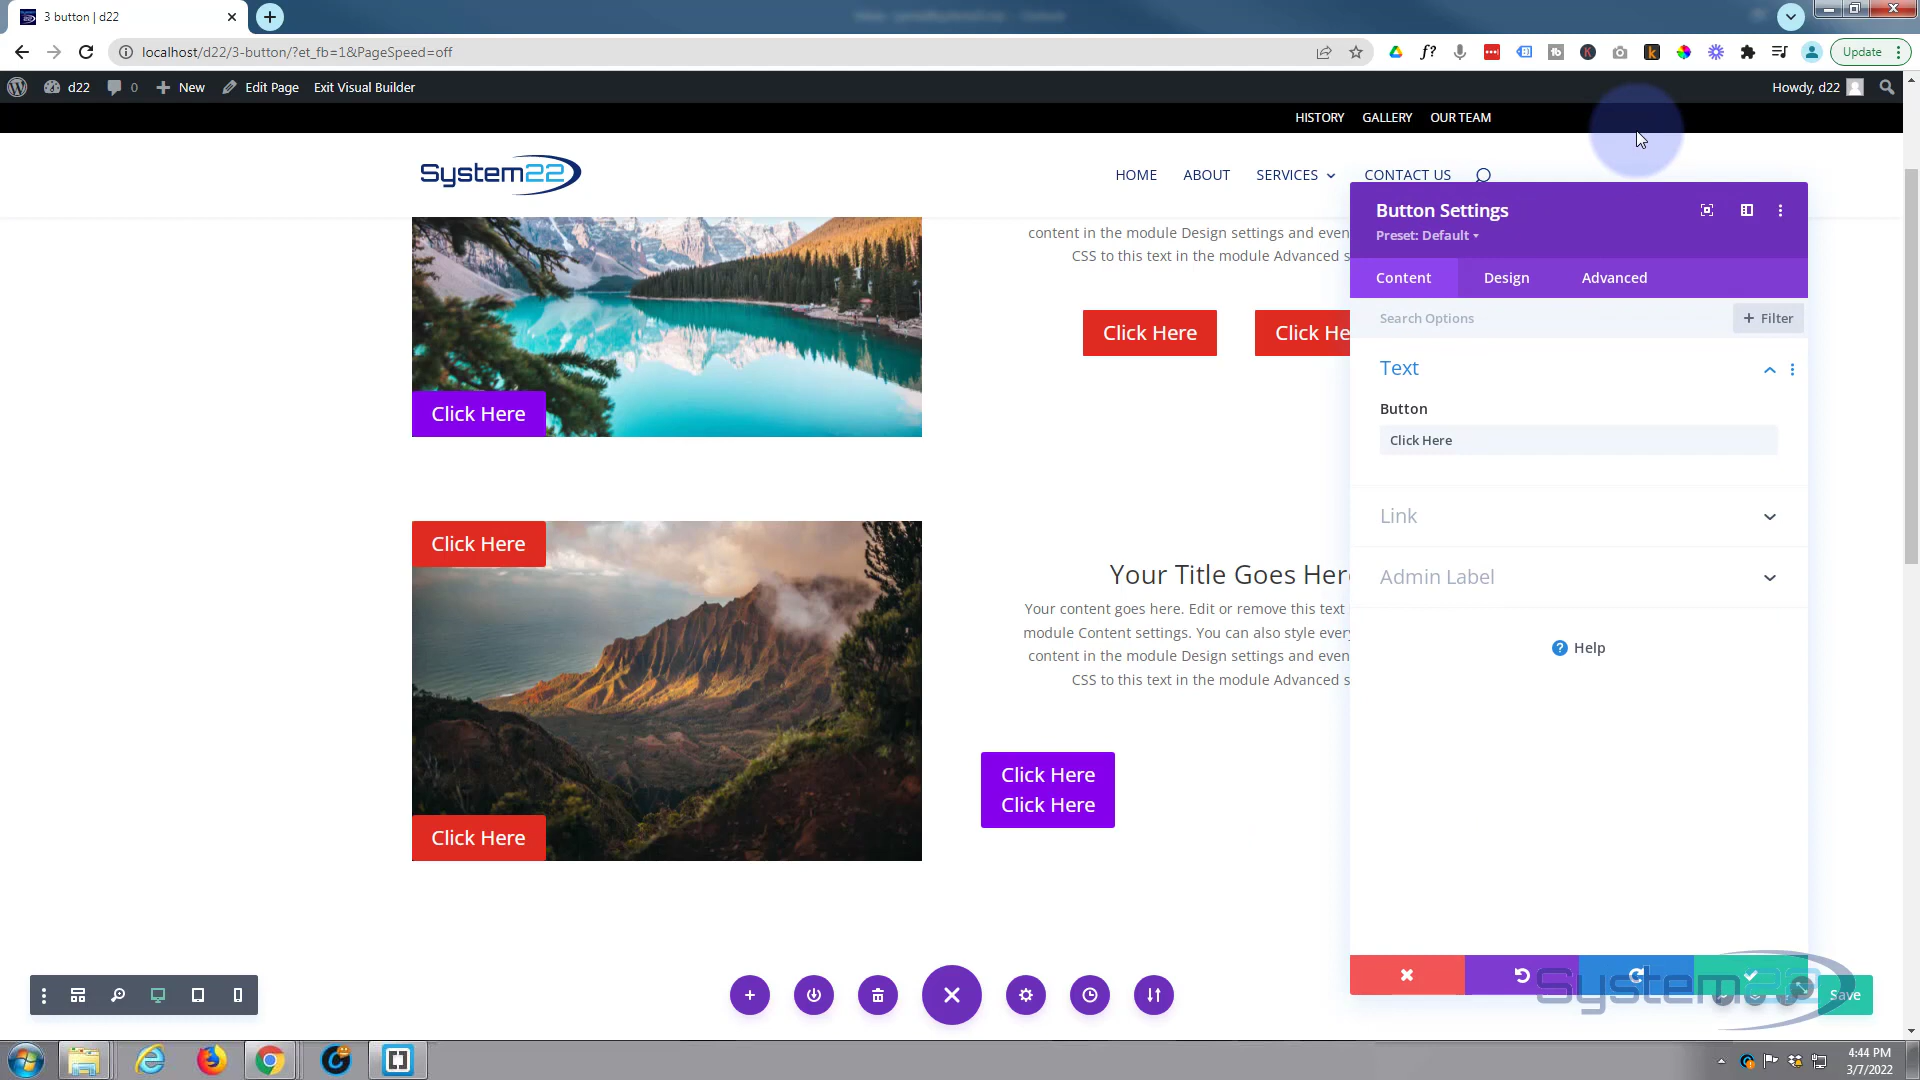 3 button | d22
localhost/d22/3-button/?et_fb=1&PageSpeed=off
Update
d22
0
New
Edit Page
Exit Visual Builder
Howdy, d22
HISTORY
GALLERY
OUR TEAM
System22
HOME
ABOUT
SERVICES
CONTACT US
content in the module Design settings and even
CSS to this text in the module Advanced s
Click Here
Click He
Click Here
Click Here
Click Here
Your Title Goes Here
Your content goes here. Edit or remove this text
module Content settings. You can also style every
content in the module Design settings and even
CSS to this text in the module Advanced s
Click Here
Click Here
Button Settings
Preset: Default
Content
Design
Advanced
Search Options
+ Filter
Text
Button
Click Here
Link
Admin Label
? Help
System22
Save
4:44 PM
3/7/2022